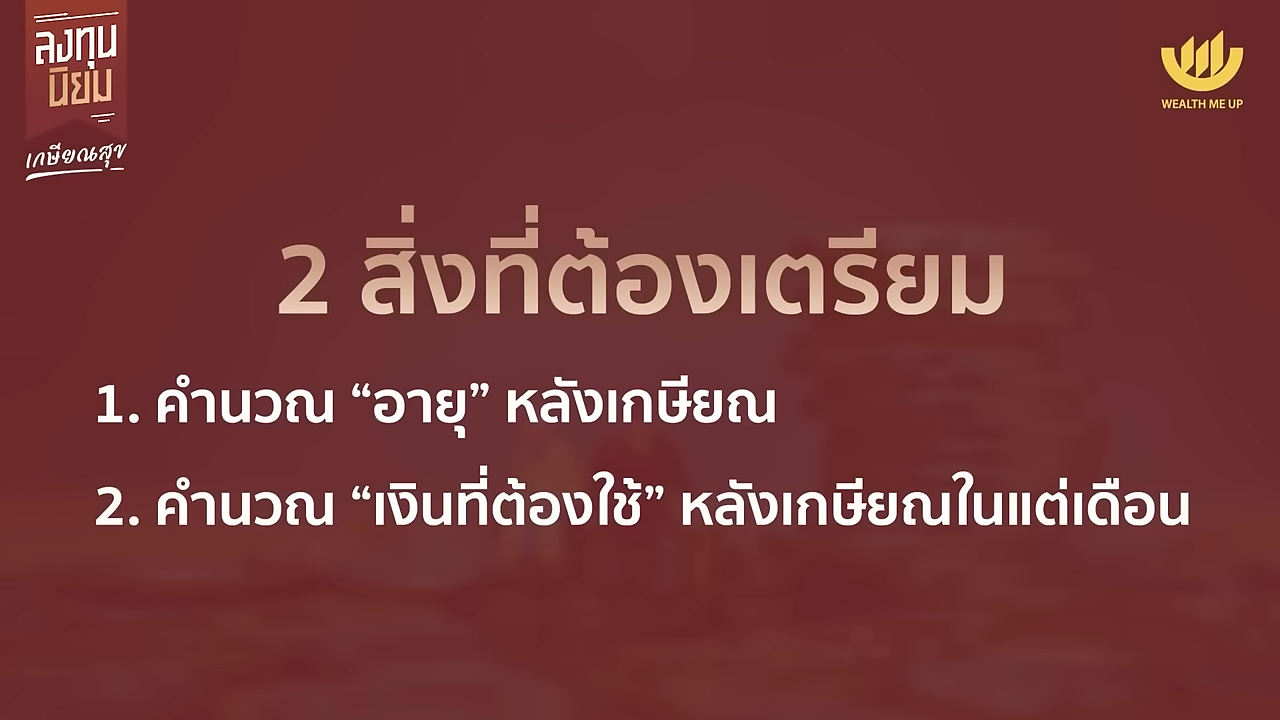 ลงทุน
นิยม
เกษียณสุข
WEALTH ME UP
2 สิ่งที่ต้องเตรียม
1. คำนวณ “อายุ” หลังเกษียณ
2. คำนวณ “เงินที่ต้องใช้” หลังเกษียณในแต่เดือน